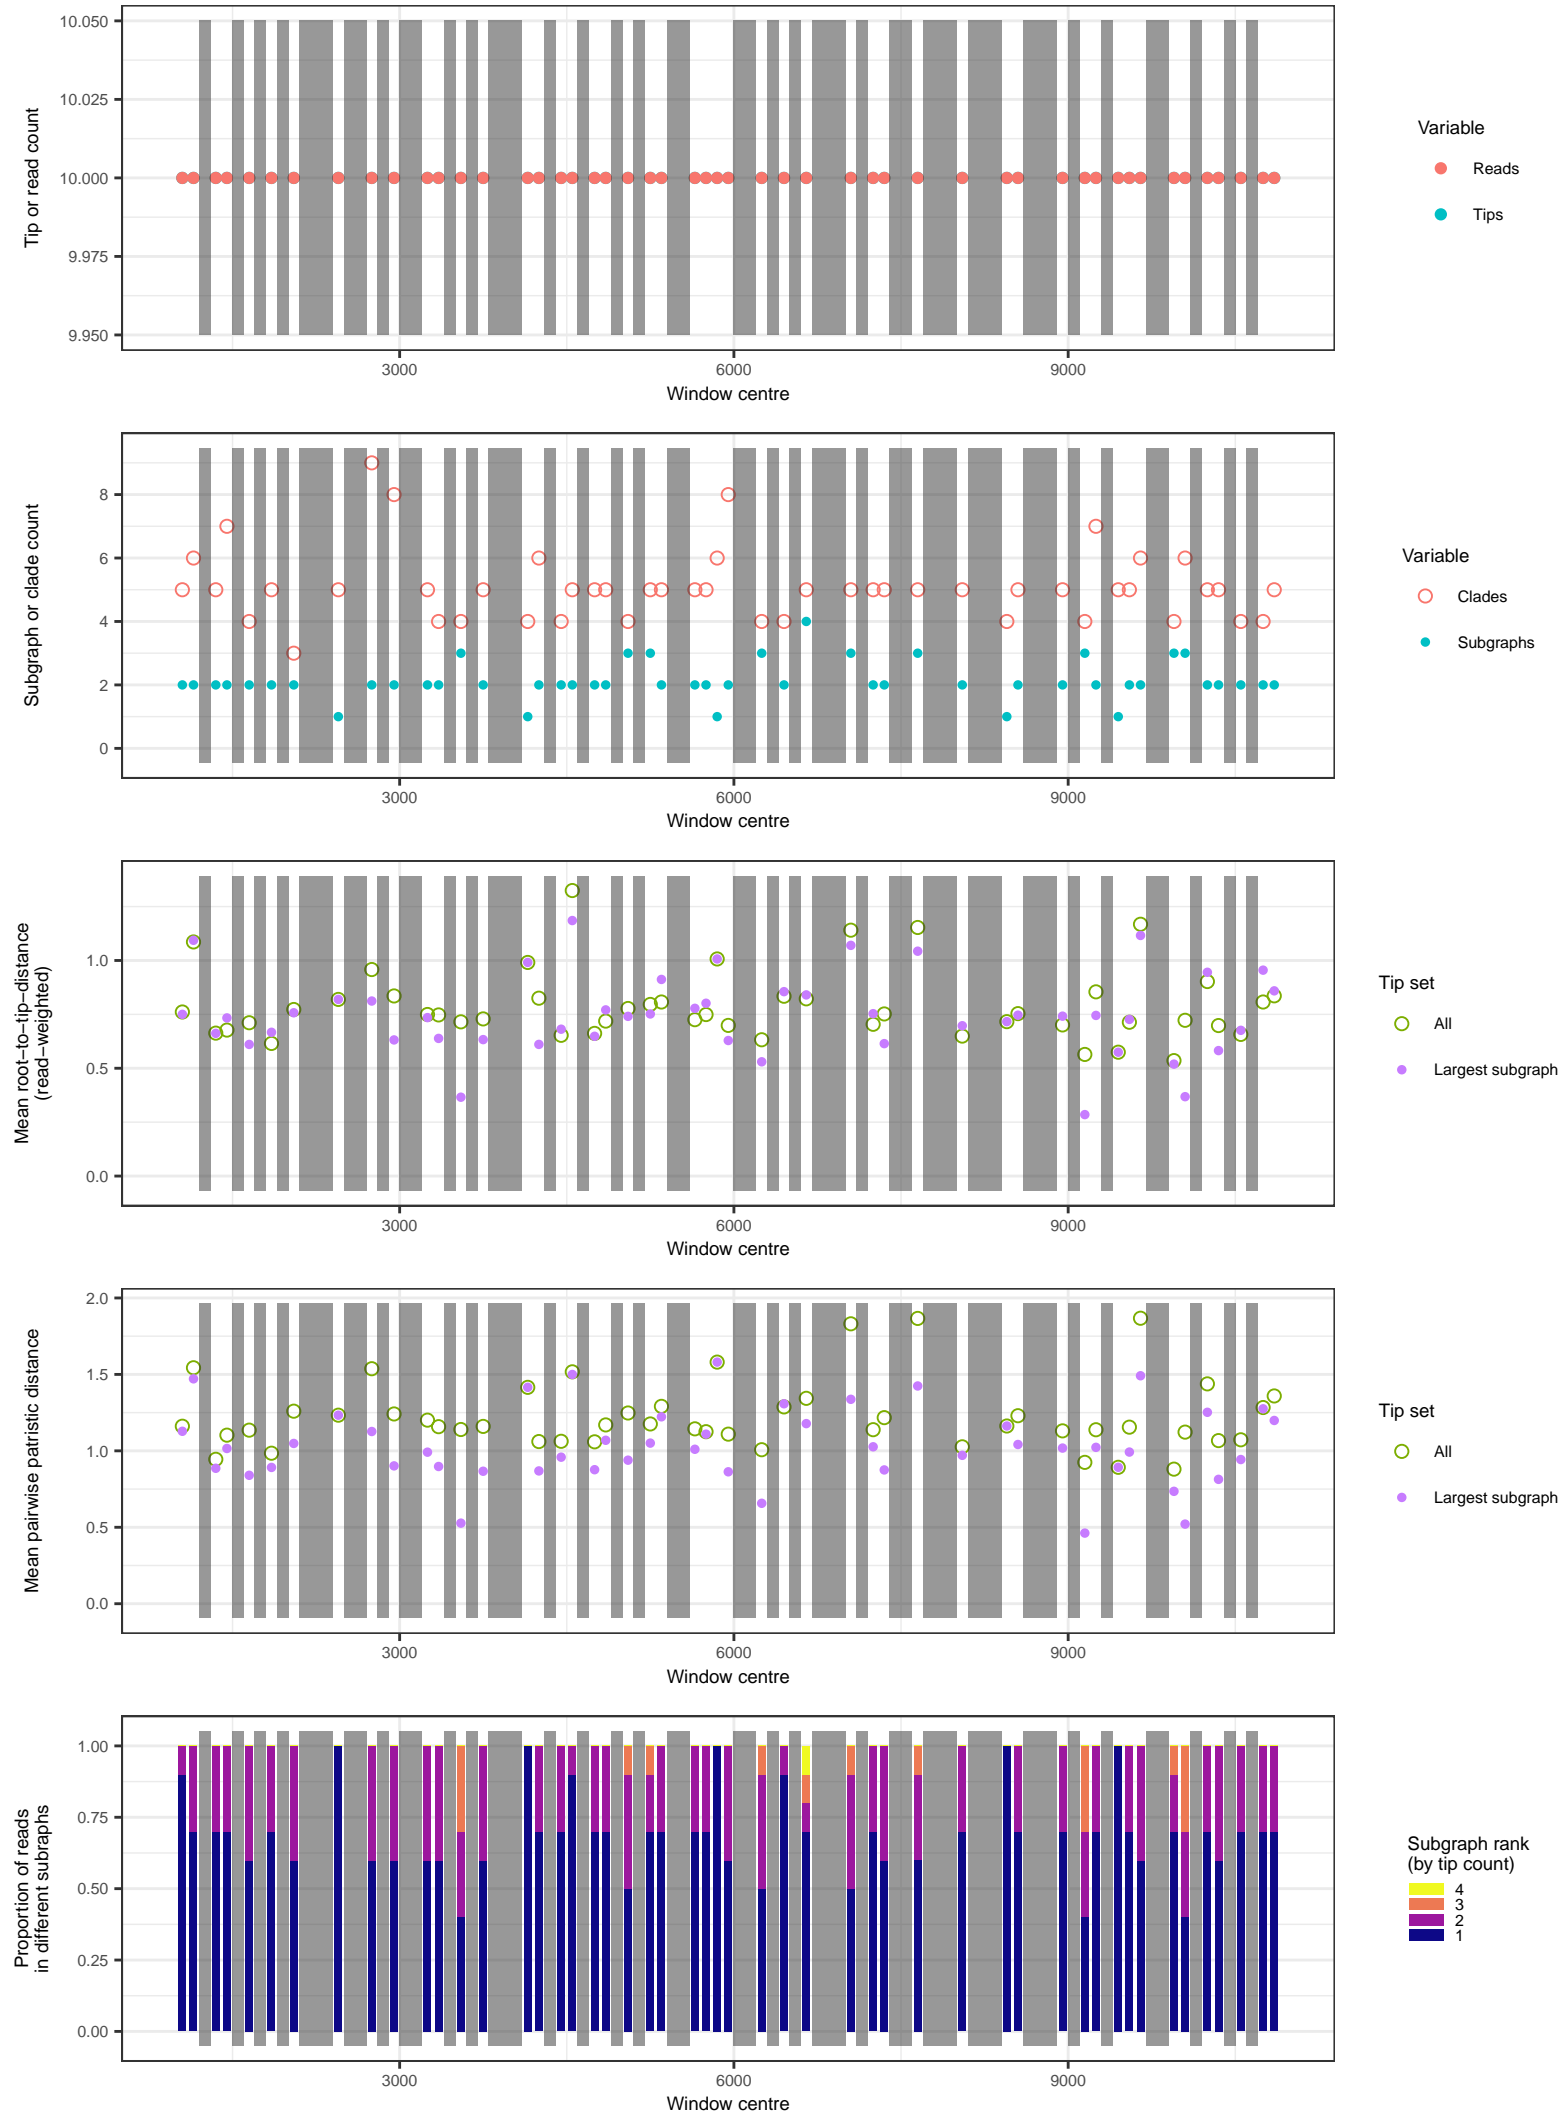 10.050
10.025
10.000
9.975
9.950
Tip or read count
3000 6000 9000
Window centre
Variable
Reads
Tips
8
6
4
2
0
Subgraph or clade count
3000 6000 9000
Window centre
Variable
Clades
Subgraphs
1.0
0.5
0.0
Mean root−to−tip−distance
(read−weighted)
3000 6000 9000
Window centre
Tip set
All
Largest subgraph
2.0
1.5
1.0
0.5
0.0
Mean pairwise patristic distance
3000 6000 9000
Window centre
Tip set
All
Largest subgraph
1.00
0.75
0.50
0.25
0.00
Proportion of reads
in different subraphs
3000 6000 9000
Window centre
Subgraph rank
(by tip count)
4
3
2
1